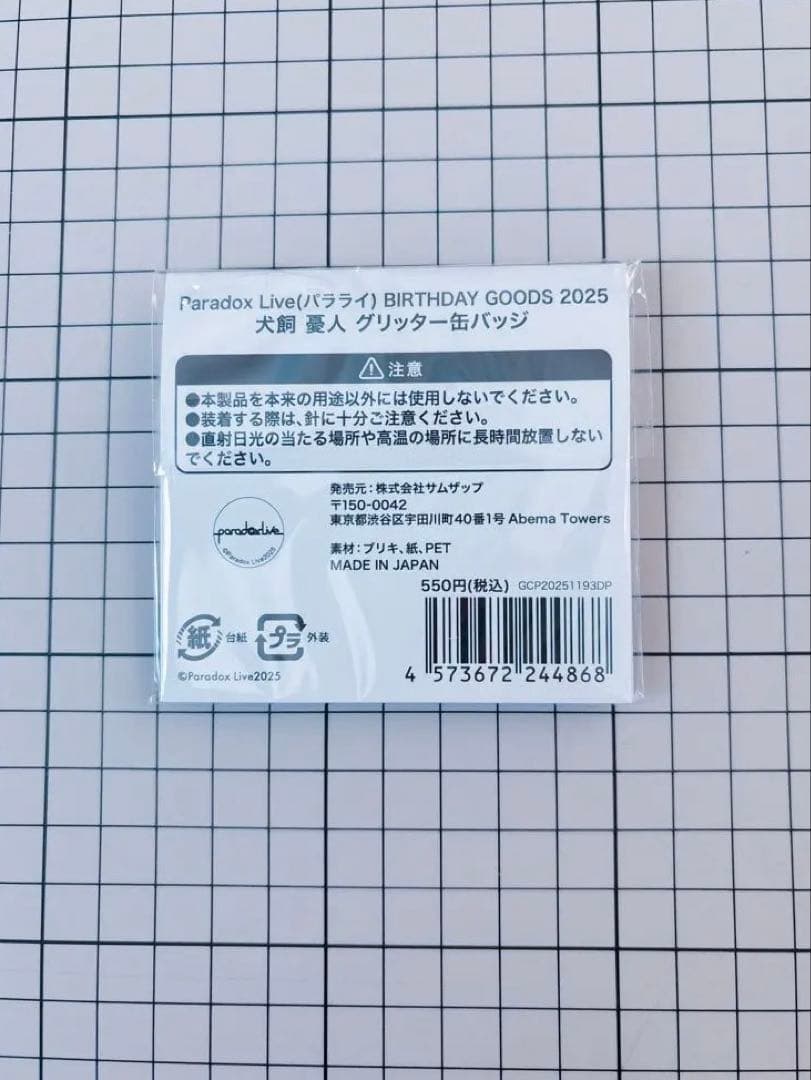 Paradox Live(パラライ) BIRTHDAY GOODS 2025
犬飼 憂人 グリッター缶バッジ
注意
●本製品を本来の用途以外には使用しないでください。
●装着する際は、針に十分ご注意ください。
●直射日光の当たる場所や高温の場所に長時間放置しない
でください。
発売元：株式会社サムザップ
〒150-0042
東京都渋谷区宇田川町40番1号 Abema Towers
paradoxlive
©Paradox Live2025
素材：ブリキ、紙、PET
MADE IN JAPAN
550円(税込) GCP20251193DP
紙 台紙 プラ 外装
©Paradox Live2025
4 573672 244868